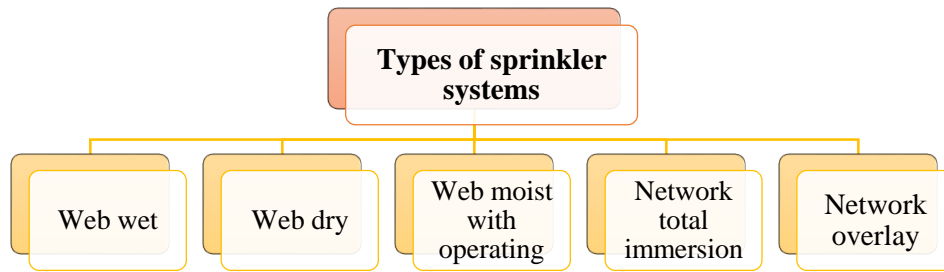 Types of sprinkler
systems
Web wet
Web dry
Web moist
with
operating
Network
total
immersion
Network
overlay